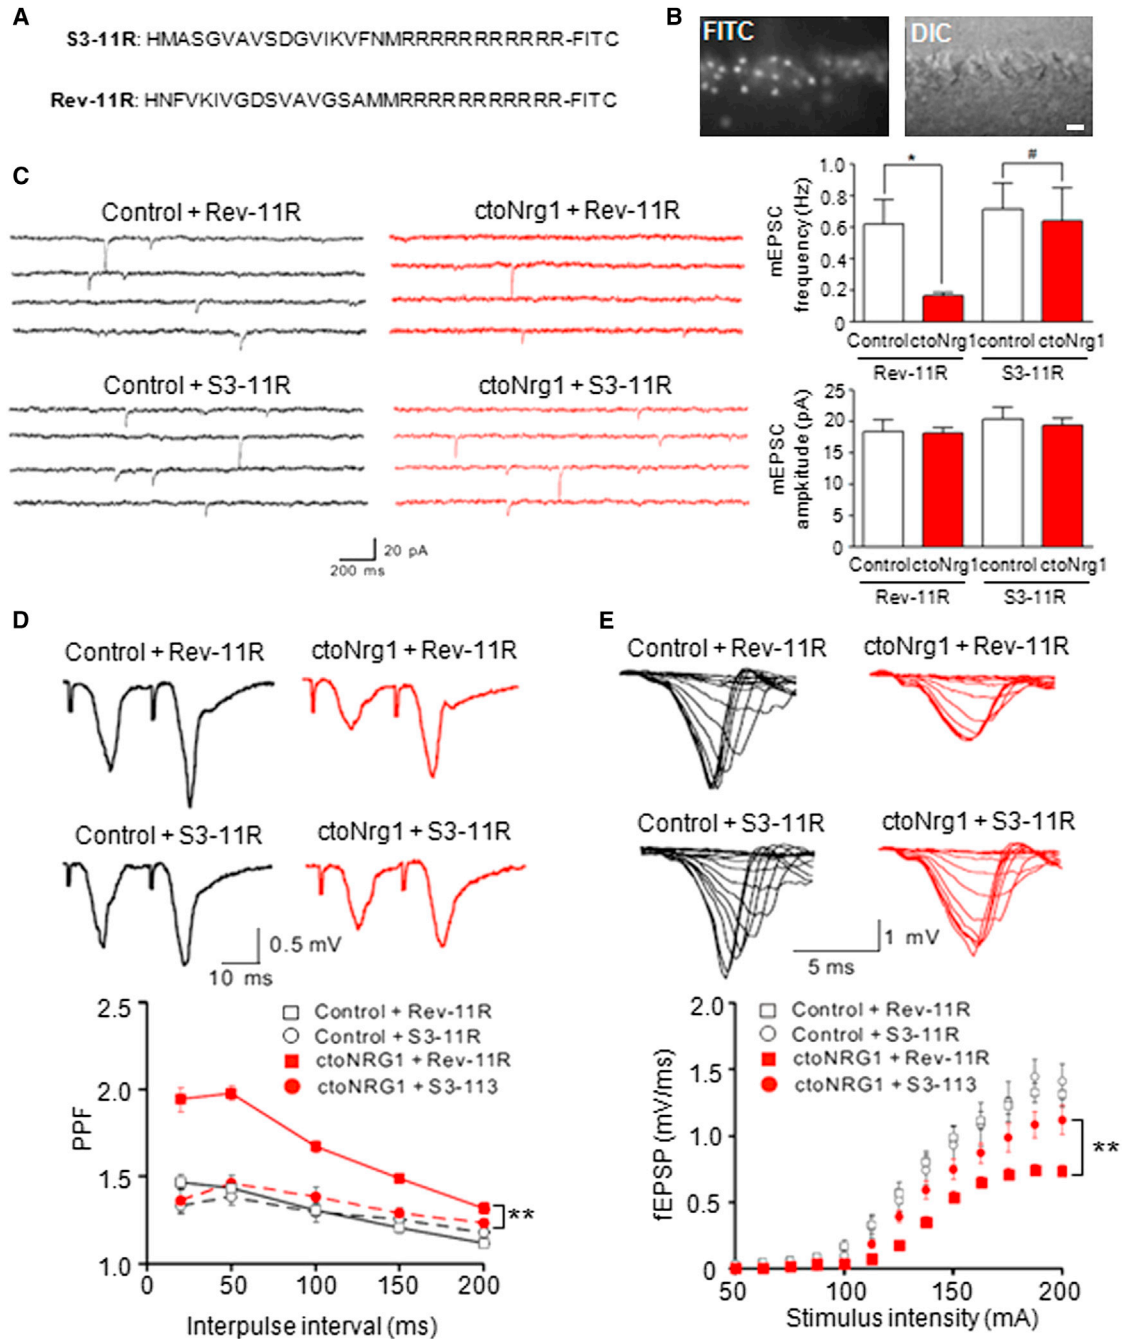 A
S3-11R: HMASGVAVSDGVIKVFNMRRRRRRRRRRR-FITC
Rev-11R: HNFVKIVGDSVAVGSAMMRRRRRRRRRRR-FITC
B
FITC
DIC
C
Control + Rev-11R
ctoNrg1 + Rev-11R
Control + S3-11R
ctoNrg1 + S3-11R
20 pA
200 ms
mEPSC
frequency (Hz)
1.0
0.8
0.6
0.4
0.2
0
*
#
Control ctoNrg1 control ctoNrg1
Rev-11R
S3-11R
mEPSC
ampkitude (pA)
25
20
15
10
5
0
Control ctoNrg1 control ctoNrg1
Rev-11R
S3-11R
D
Control + Rev-11R
ctoNrg1 + Rev-11R
Control + S3-11R
ctoNrg1 + S3-11R
0.5 mV
10 ms
PPF
2.5
2.0
1.5
1.0
Control + Rev-11R
Control + S3-11R
ctoNRG1 + Rev-11R
ctoNRG1 + S3-113
**
0 50 100 150 200
Interpulse interval (ms)
E
Control + Rev-11R
ctoNrg1 + Rev-11R
Control + S3-11R
ctoNrg1 + S3-11R
1 mV
5 ms
fEPSP (mV/ms)
2.0
1.5
1.0
0.5
0
Control + Rev-11R
Control + S3-11R
ctoNRG1 + Rev-11R
ctoNRG1 + S3-113
**
50 100 150 200
Stimulus intensity (mA)